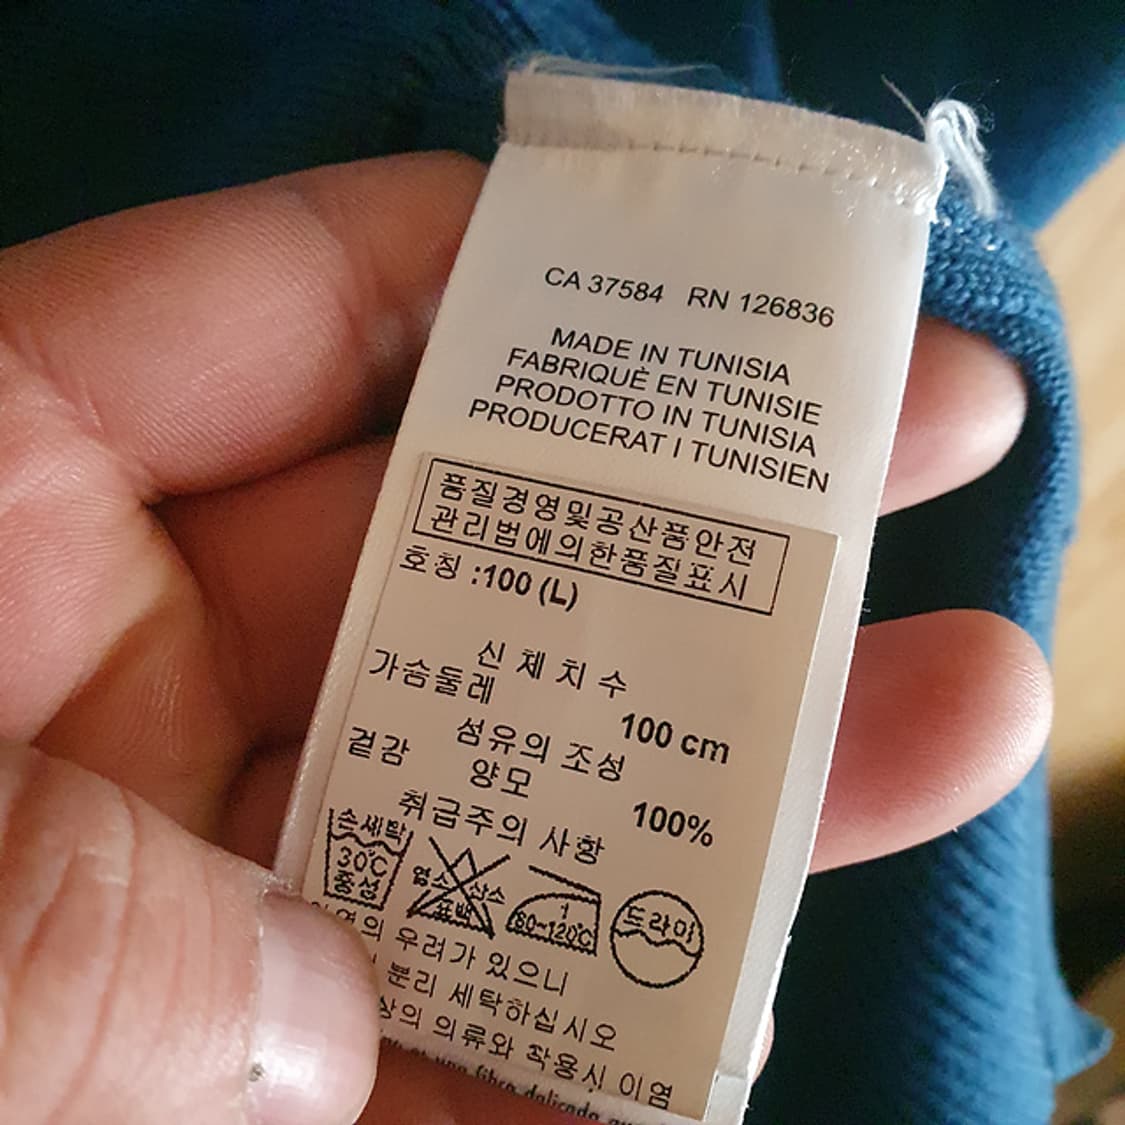 CA 37584 RN 126836
MADE IN TUNISIA
FABRIQUÈ EN TUNISIE
PRODOTTO IN TUNISIA
PRODUCERAT I TUNISIEN
품질경영및공산품안전
관리법에의한품질표시
호칭 :100 (L)
신 체 치 수
가슴둘레
100 cm
섬유의 조성
겉감 양모
100%
취급주의 사항
손세탁
30℃
중성
염소 산소
표백
1
80~120℃
드라이
우려가 있으니
분리 세탁하십시오
의류와 착용시 이염
una fibra delicada